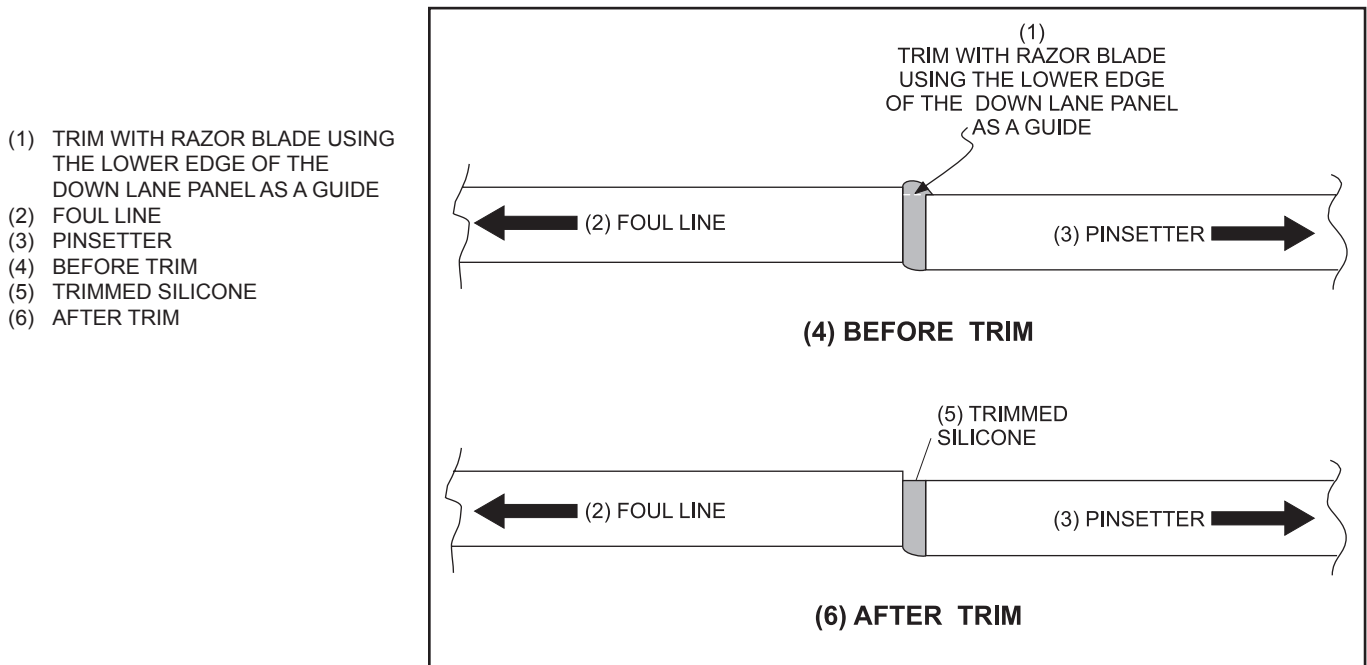 (1) TRIM WITH RAZOR BLADE USING
THE LOWER EDGE OF THE
DOWN LANE PANEL AS A GUIDE
(2) FOUL LINE
(3) PINSETTER
(4) BEFORE TRIM
(5) TRIMMED SILICONE
(6) AFTER TRIM
(1)
TRIM WITH RAZOR BLADE
USING THE LOWER EDGE
OF THE DOWN LANE PANEL
AS A GUIDE
(2) FOUL LINE
(3) PINSETTER
(4) BEFORE TRIM
(5) TRIMMED
SILICONE
(2) FOUL LINE
(3) PINSETTER
(6) AFTER TRIM